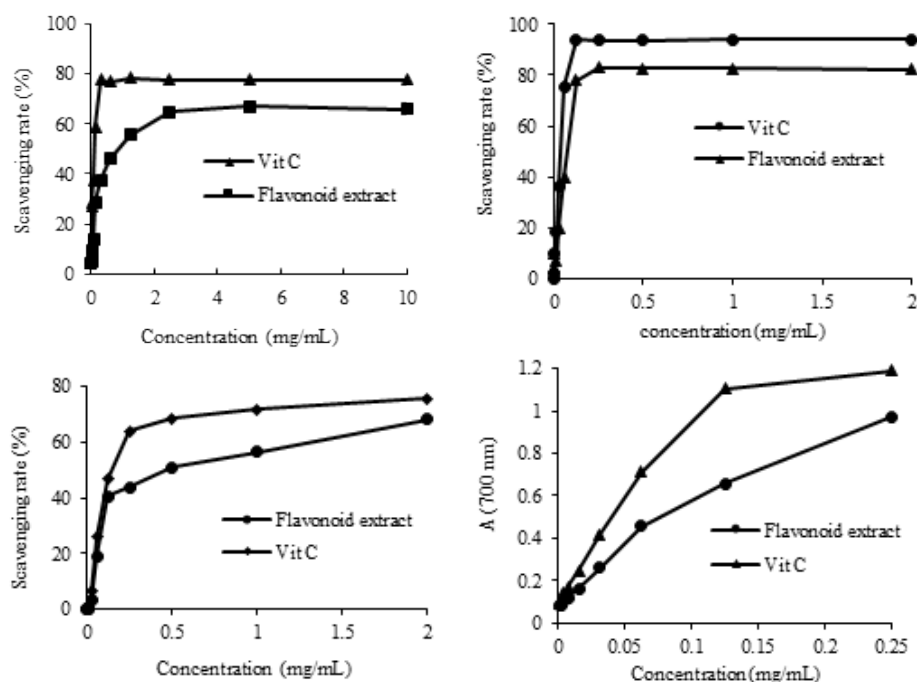 100
80
60
40
20
0
Scavenging rate (%)
Vit C
Flavonoid extract
0 2 4 6 8 10
Concentration (mg/mL)
100
80
60
40
20
0
Scavenging rate (%)
Vit C
Flavonoid extract
0 0.5 1 1.5 2
concentration (mg/mL)
80
60
40
20
0
Scavenging rate (%)
Flavonoid extract
Vit C
0 0.5 1 1.5 2
Concentration (mg/mL)
1.2
1
0.8
0.6
0.4
0.2
0
A (700 nm)
Flavonoid extract
Vit C
0 0.05 0.1 0.15 0.2 0.25
Concentration (mg/mL)